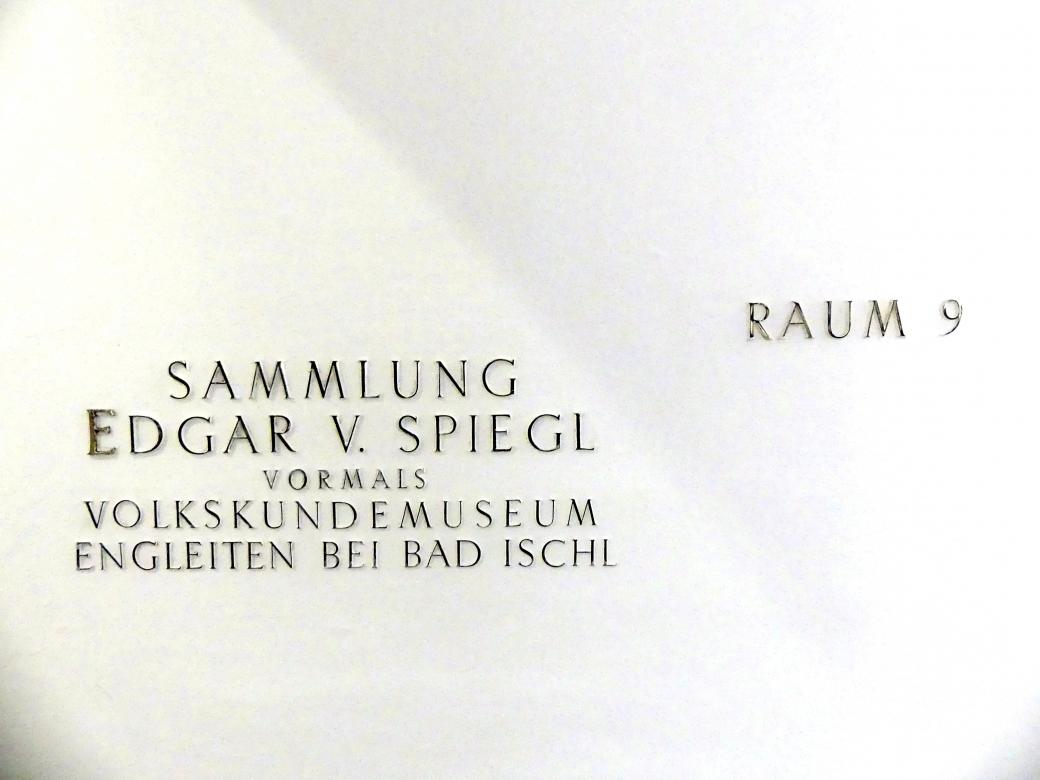 RAUM 9
SAMMLUNG
EDGAR V. SPIEGL
VORMALS
VOLKSKUNDEMUSEUM
ENGLEITEN BEI BAD ISCHL